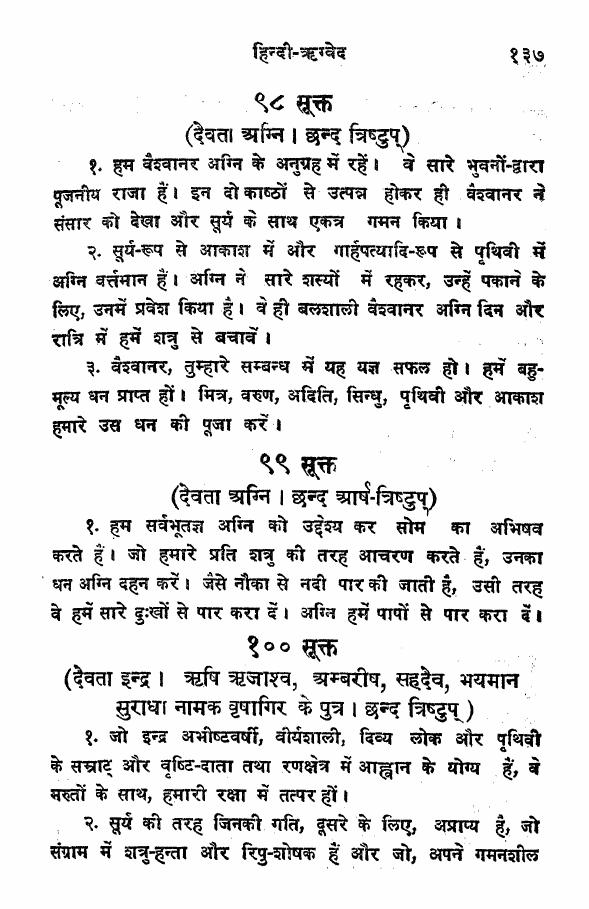 हिन्दी-ऋग्वेद १३७
९८ सूक्त
(देवता अग्नि । छन्द त्रिष्टुप्)
१. हम वैश्वानर अग्नि के अनुग्रह में रहें। वे सारे भुवनों-द्वारा
पूजनीय राजा हैं। इन दो काष्ठों से उत्पन्न होकर ही वैश्वानर ने
संसार को देखा और सूर्य के साथ एकत्र गमन किया ।
२. सूर्य-रूप से आकाश में और गार्हपत्यादि-रूप से पृथिवी में
अग्नि वर्त्तमान हैं। अग्नि ने सारे शस्यों में रहकर, उन्हें पकाने के
लिए, उनमें प्रवेश किया है। वे ही बलशाली वैश्वानर अग्नि दिन और
रात्रि में हमें शत्रु से बचावें ।
३. वैश्वानर, तुम्हारे सम्बन्ध में यह यज्ञ सफल हो। हमें बहु-
मूल्य धन प्राप्त हों। मित्र, वरुण, अदिति, सिन्धु, पृथिवी और आकाश
हमारे उस धन की पूजा करें।
९९ सूक्त
(देवता अग्नि । छन्द आर्ष-त्रिष्टुप्)
१. हम सर्वभूतज्ञ अग्नि को उद्देश्य कर सोम का अभिषव
करते हैं। जो हमारे प्रति शत्रु की तरह आचरण करते हैं, उनका
धन अग्नि दहन करें। जैसे नौका से नदी पार की जाती है, उसी तरह
वे हमें सारे दुःखों से पार करा दें। अग्नि हमें पापों से पार करा दें।
१०० सूक्त
(देवता इन्द्र । ऋषि ऋजाश्व, अम्बरीष, सहदेव, भयमान
सुराधा नामक वृषागिर के पुत्र । छन्द त्रिष्टुप् )
१. जो इन्द्र अभीष्टवर्षी, वीर्यशाली, दिव्य लोक और पृथिवी
के सम्राट् और वृष्टि-दाता तथा रणक्षेत्र में आह्वान के योग्य हैं, वे
मरुतों के साथ, हमारी रक्षा में तत्पर हों।
२. सूर्य की तरह जिनकी गति, दूसरे के लिए, अप्राप्य है, जो
संग्राम में शत्रु-हन्ता और रिपु-शोषक हैं और जो, अपने गमनशील